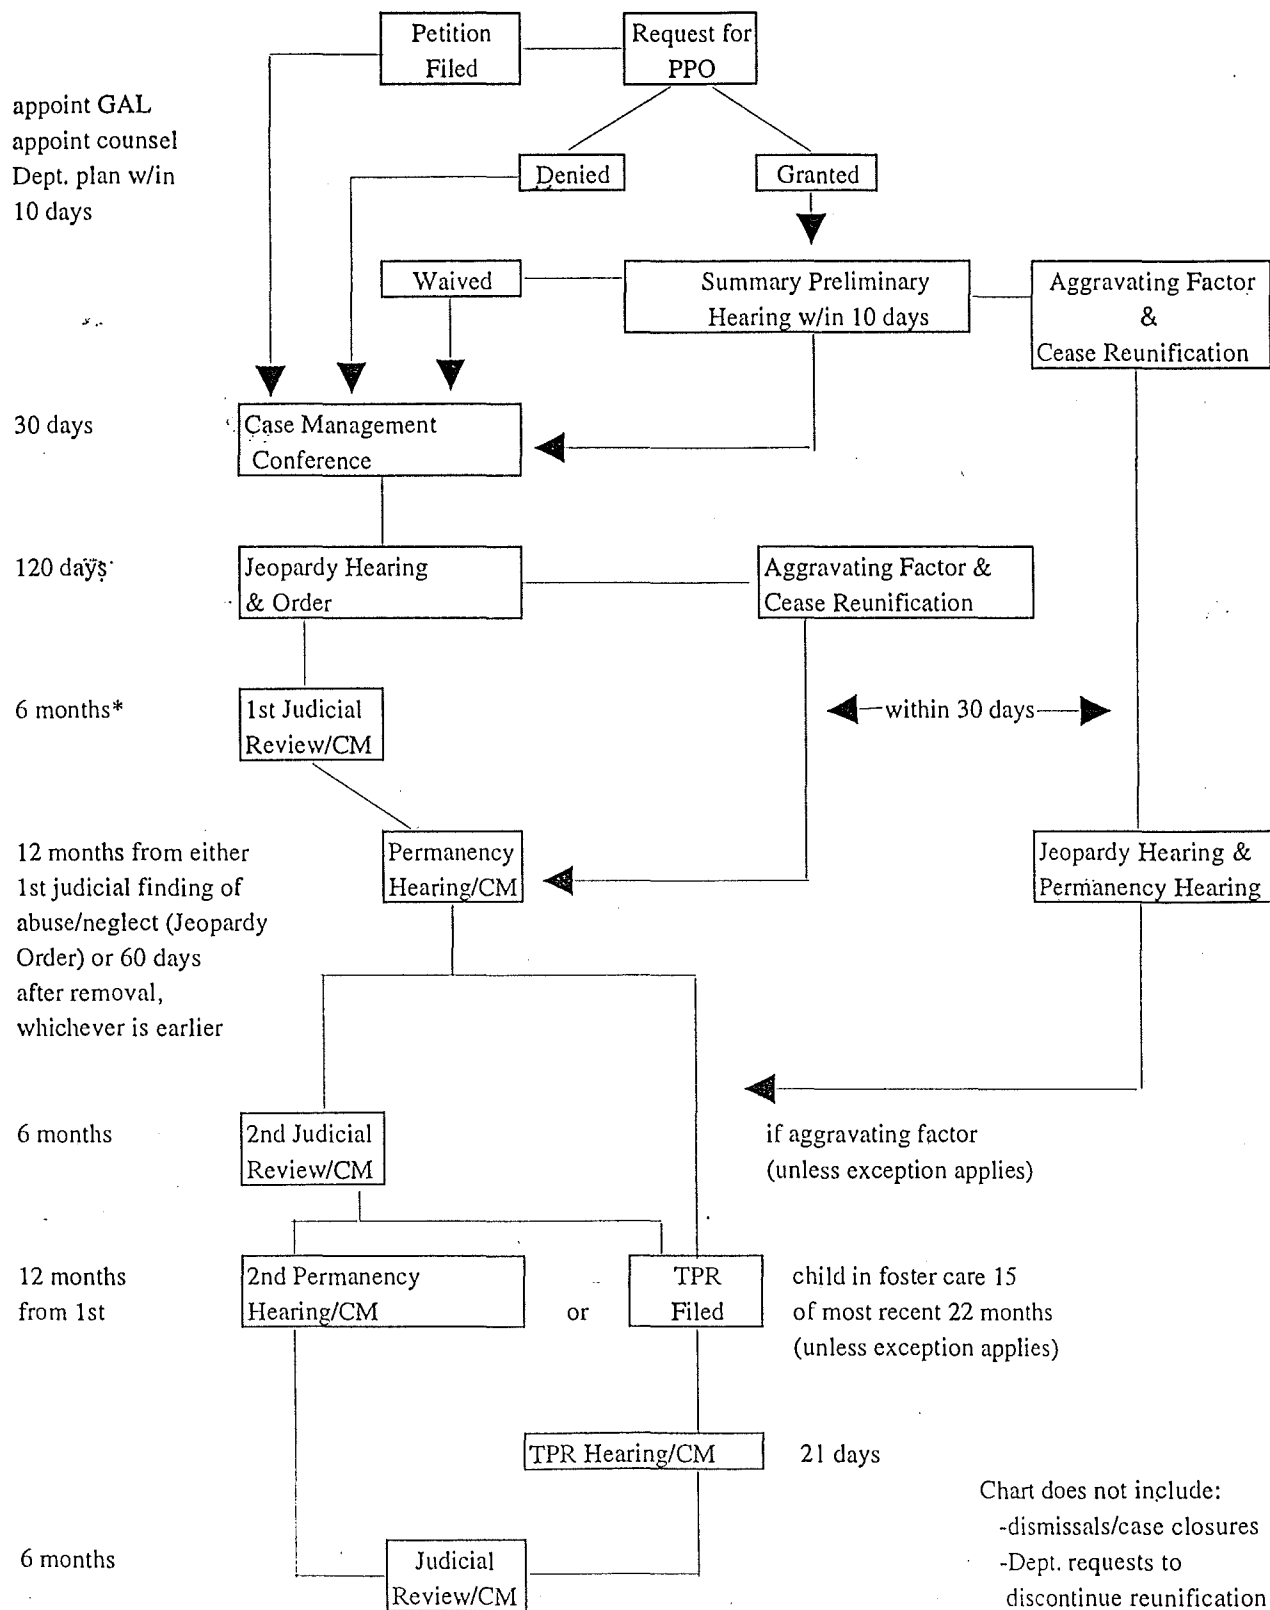 Petition
Filed
Request for
PPO
appoint GAL
appoint counsel
Dept. plan w/in
10 days
Denied
Granted
Waived
Summary Preliminary
Hearing w/in 10 days
Aggravating Factor
&
Cease Reunification
30 days
Case Management
Conference
120 days
Jeopardy Hearing
& Order
Aggravating Factor &
Cease Reunification
6 months*
1st Judicial
Review/CM
within 30 days
12 months from either
1st judicial finding of
abuse/neglect (Jeopardy
Order) or 60 days
after removal,
whichever is earlier
Permanency
Hearing/CM
Jeopardy Hearing &
Permanency Hearing
6 months
2nd Judicial
Review/CM
if aggravating factor
(unless exception applies)
12 months
from 1st
2nd Permanency
Hearing/CM
or
TPR
Filed
child in foster care 15
of most recent 22 months
(unless exception applies)
TPR Hearing/CM
21 days
6 months
Judicial
Review/CM
Chart does not include:
-dismissals/case closures
-Dept. requests to
discontinue reunification